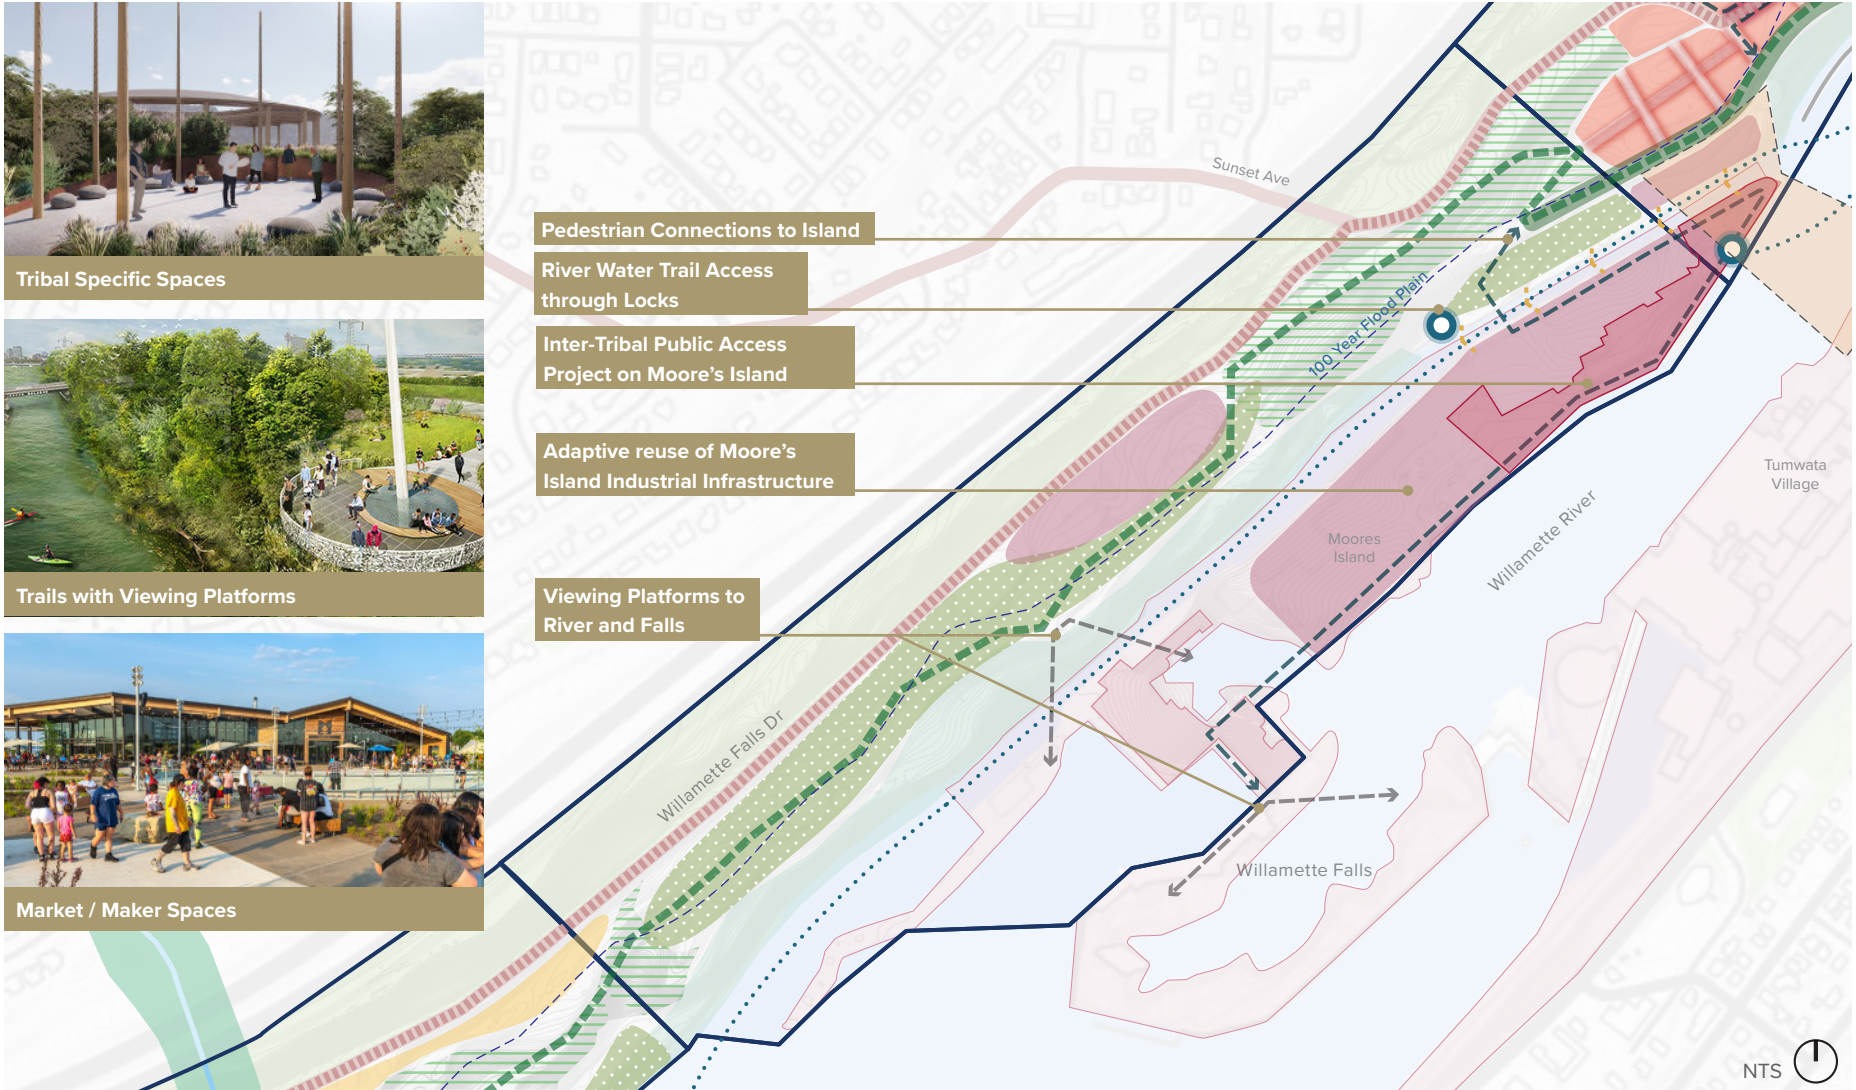 Tribal Specific Spaces
Trails with Viewing Platforms
Market / Maker Spaces
Sunset Ave
Pedestrian Connections to Island
River Water Trail Access
through Locks
Inter-Tribal Public Access
Project on Moore's Island
Adaptive reuse of Moore's
Island Industrial Infrastructure
Viewing Platforms to
River and Falls
100 Year Flood Plain
Tumwata
Village
Moores
Island
Willamette River
Willamette Falls Dr
Willamette Falls
NTS